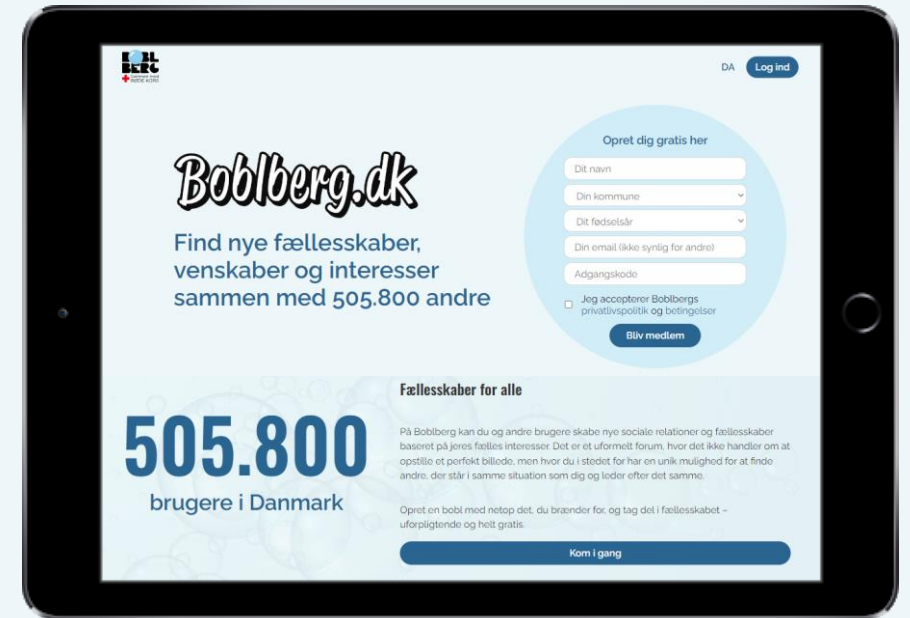 BOBL
BERG
DA
Log ind
Boblberg.dk
Find nye fællesskaber,
venskaber og interesser
sammen med 505.800 andre
Opret dig gratis her
Dit navn
Din kommune
Dit fødselsår
Din email (ikke synlig for andre)
Adgangskode
Jeg accepterer Boblbergs
privatlivspolitik og betingelser
Bliv medlem
505.800
brugere i Danmark
Fællesskaber for alle
På Boblberg kan du og andre brugere skabe nye sociale relationer og fællesskaber
baseret på jeres fælles interesser. Det er et uformelt forum, hvor det ikke handler om at
opstille et perfekt billede, men hvor du i stedet for har en unik mulighed for at finde
andre, der står i samme situation som dig og leder efter det samme.
Opret en bobl med netop det, du brænder for, og tag del i fællesskabet –
uforpligtende og helt gratis.
Kom i gang